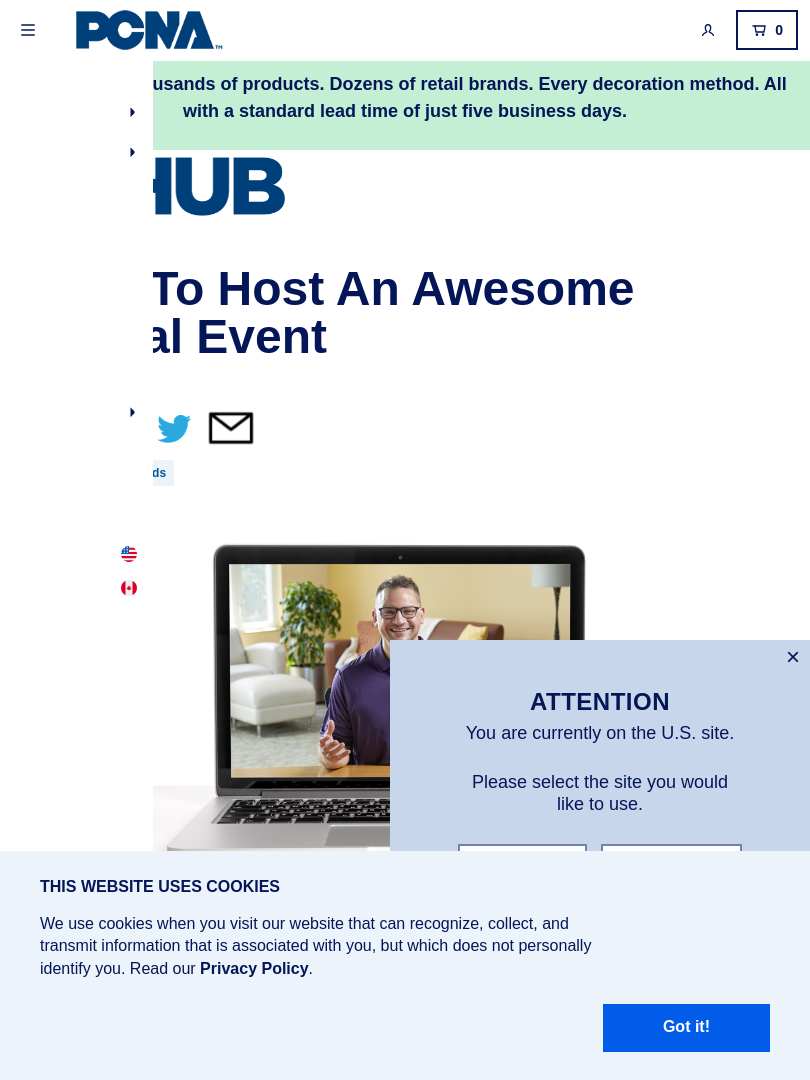 PCNA™
0
usands of products. Dozens of retail brands. Every decoration method. All
with a standard lead time of just five business days.
HUB
To Host An Awesome
al Event
ds
ATTENTION
You are currently on the U.S. site.
Please select the site you would
like to use.
THIS WEBSITE USES COOKIES
We use cookies when you visit our website that can recognize, collect, and
transmit information that is associated with you, but which does not personally
identify you. Read our Privacy Policy.
Got it!